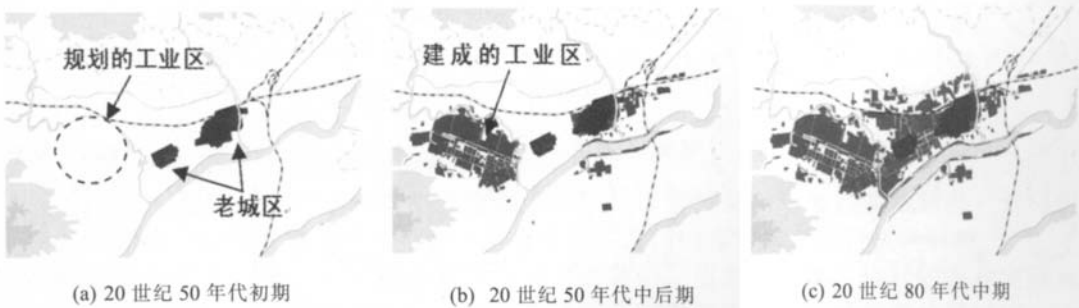 规划的工业区
老城区
(a) 20 世纪 50 年代初期
建成的工业区
(b) 20 世纪 50 年代中后期
(c) 20 世纪 80 年代中期